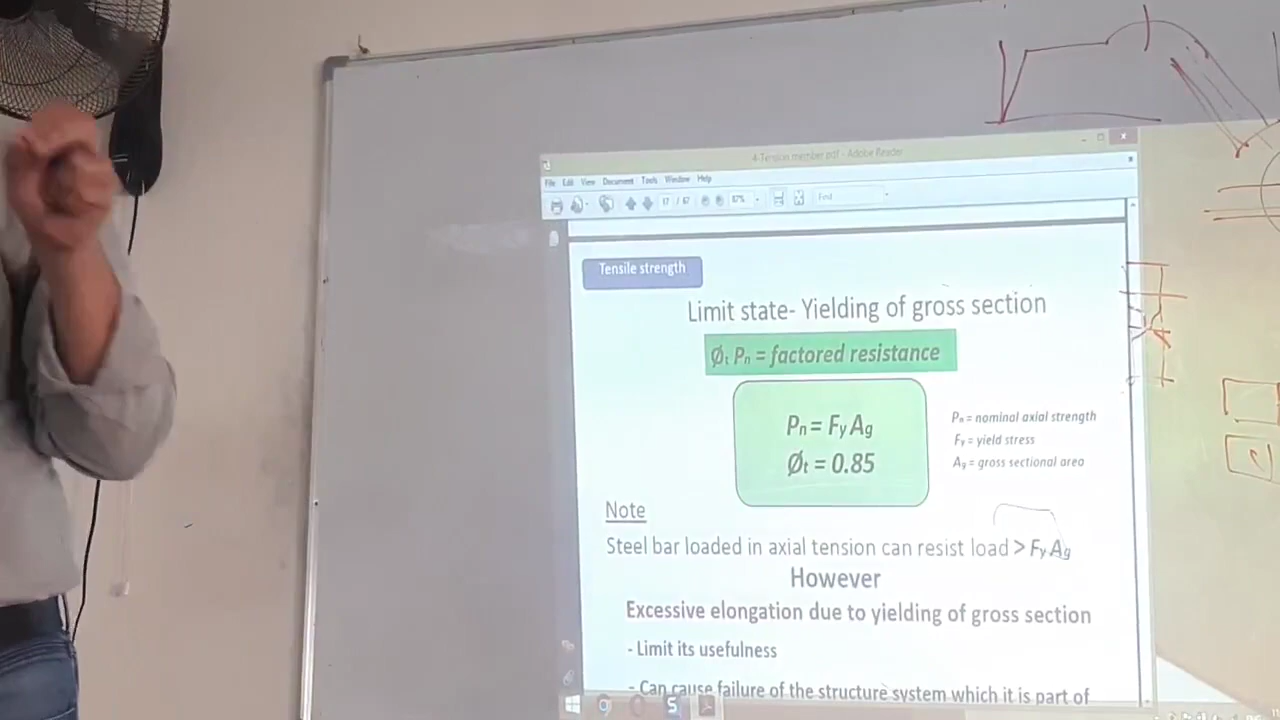 4-Tension member.pdf - Adobe Reader
File Edit View Document Tools Window Help
17 / 67 67% Find
Tensile strength
Limit state- Yielding of gross section
Øt Pn = factored resistance
Pn = Fy Ag
Øt = 0.85
Pn = nominal axial strength
Fy = yield stress
Ag = gross sectional area
Note
Steel bar loaded in axial tension can resist load > Fy Ag
However
Excessive elongation due to yielding of gross section
- Limit its usefulness
- Can cause failure of the structure system which it is part of